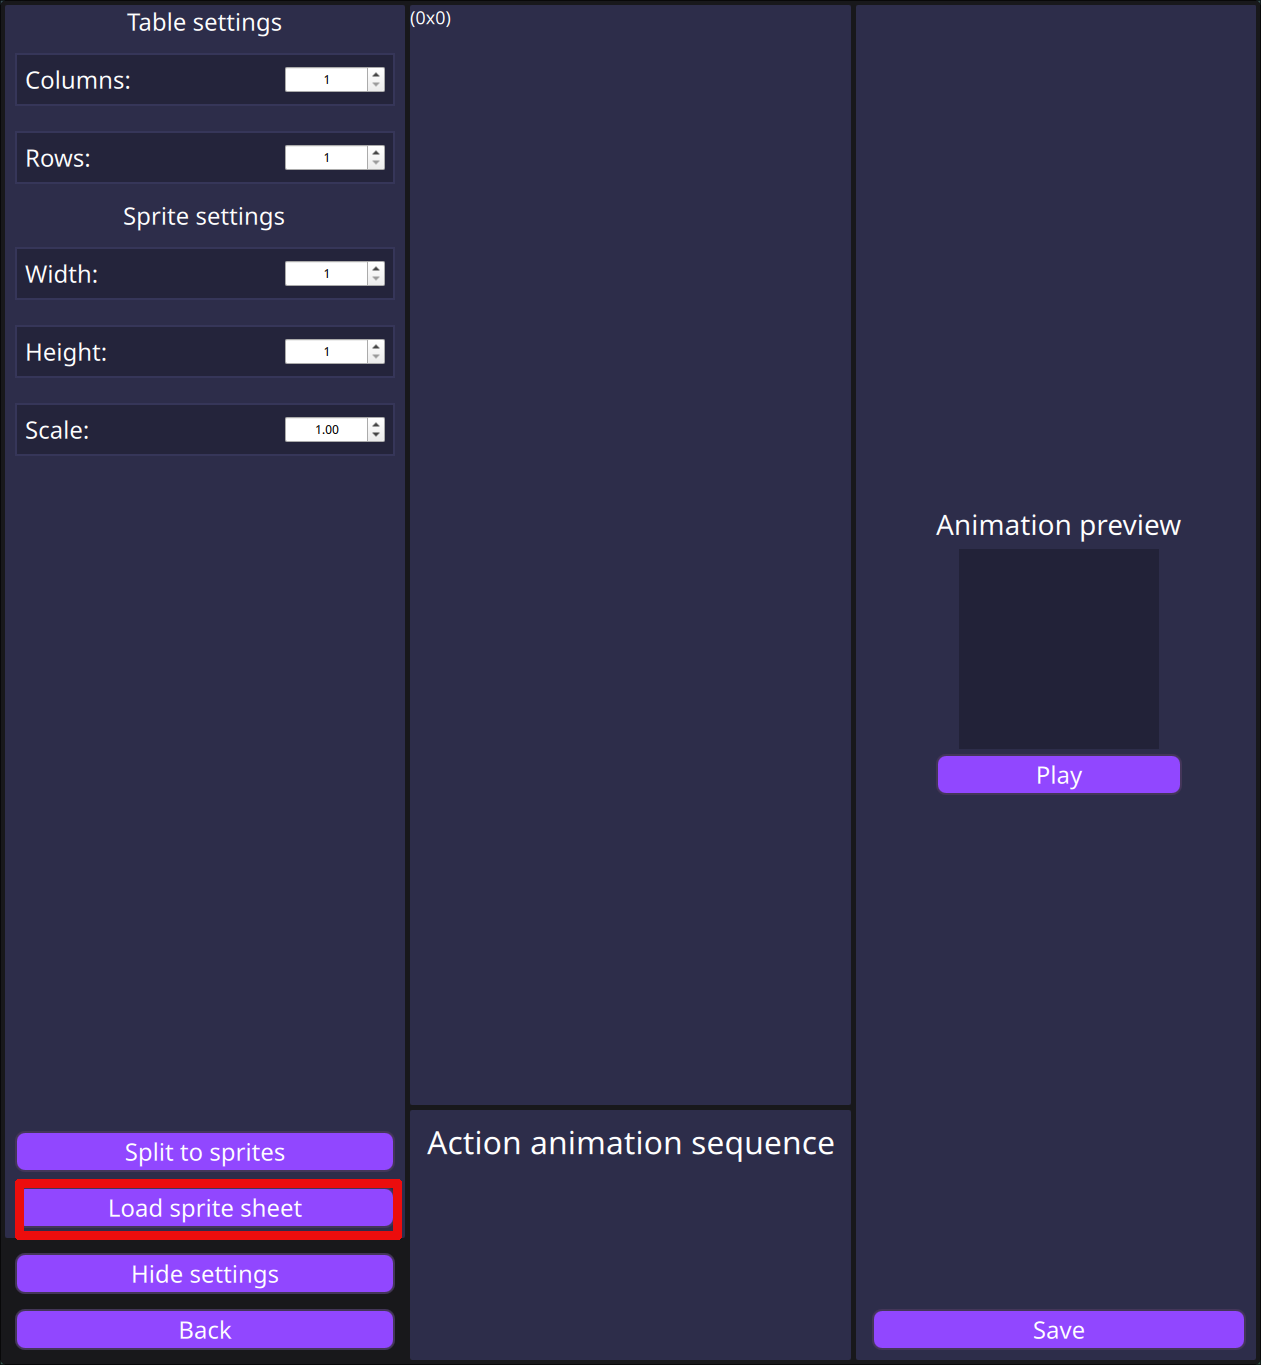 Table settings
Columns: 1
Rows: 1
Sprite settings
Width: 1
Height: 1
Scale: 1.00
Split to sprites
Load sprite sheet
Hide settings
Back
(0x0)
Action animation sequence
Animation preview
Play
Save